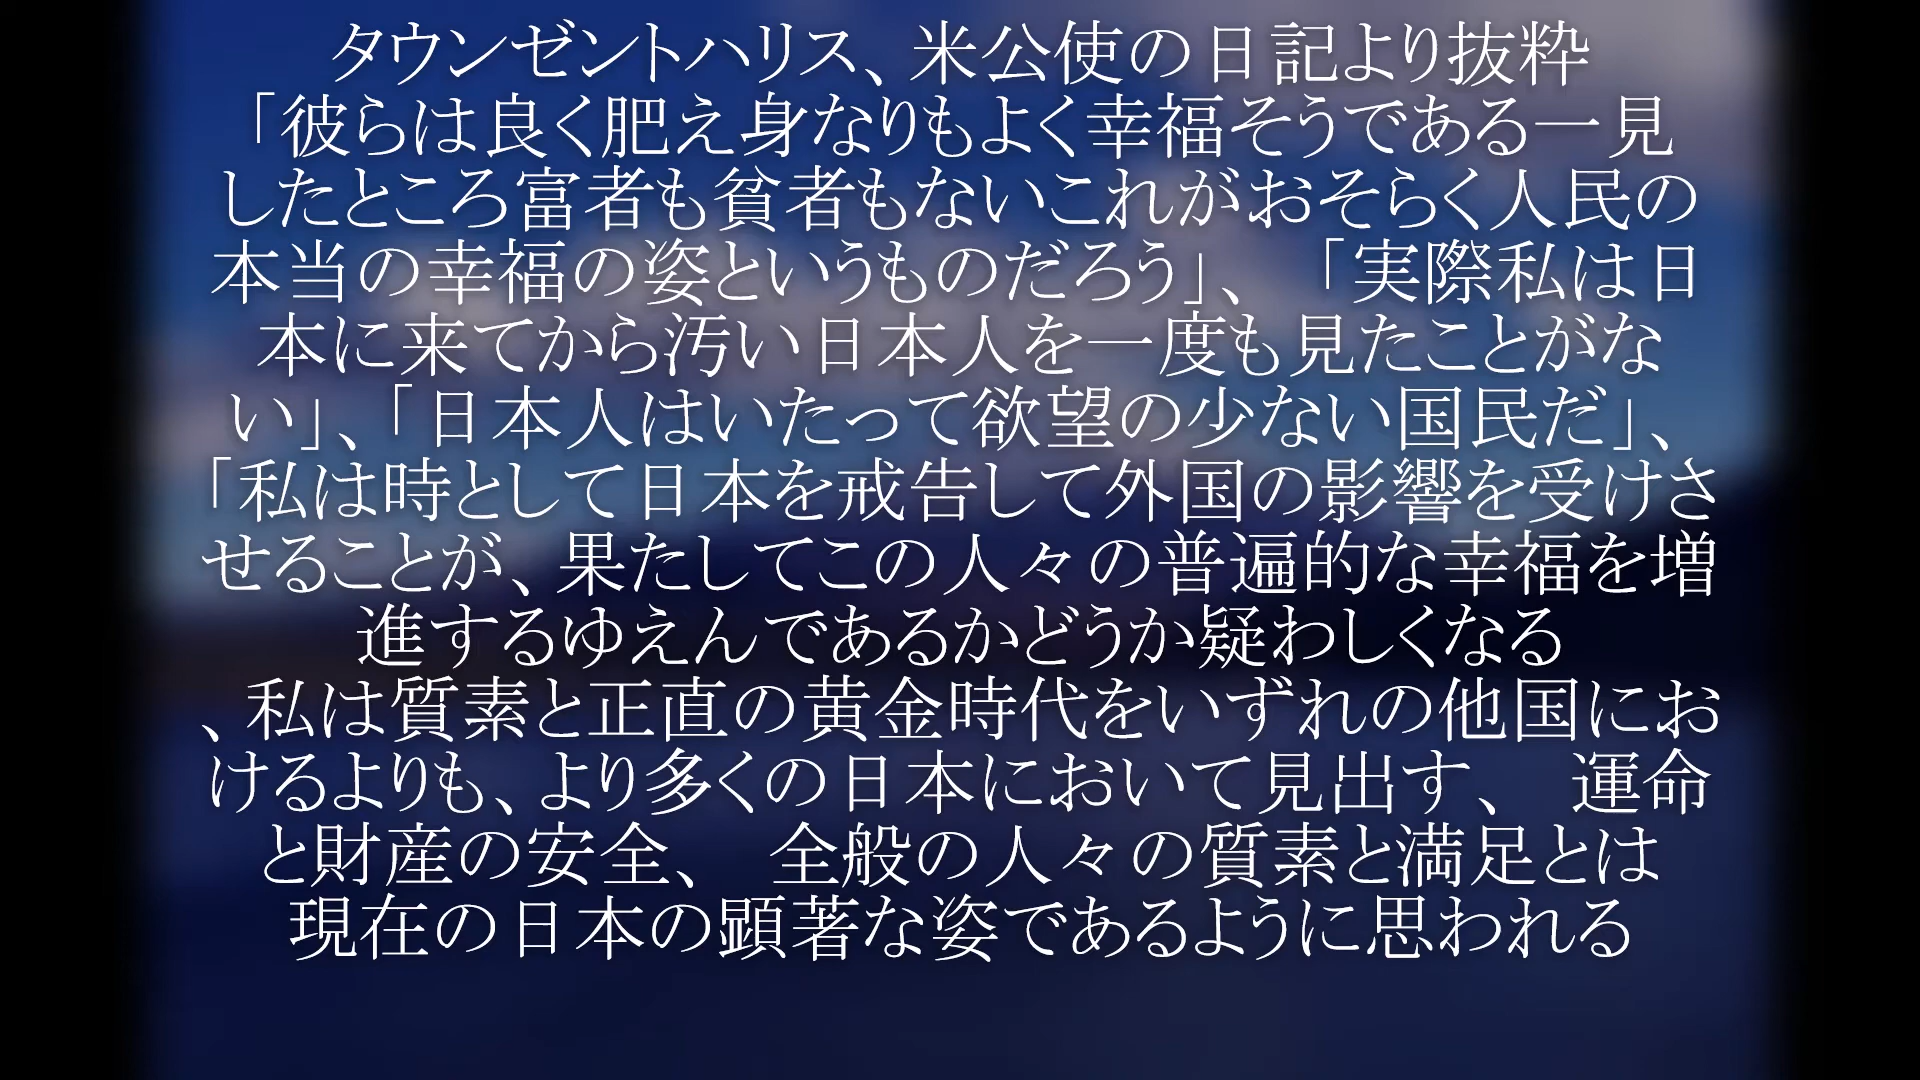 タウンゼントハリス、米公使の日記より抜粋
「彼らは良く肥え身なりもよく幸福そうである一見
したところ富者も貧者もないこれがおそらく人民の
本当の幸福の姿というものだろう」、　「実際私は日
本に来てから汚い日本人を一度も見たことがな
い」、「日本人はいたって欲望の少ない国民だ」、
「私は時として日本を戒告して外国の影響を受けさ
せることが、果たしてこの人々の普遍的な幸福を増
進するゆえんであるかどうか疑わしくなる
、私は質素と正直の黄金時代をいずれの他国にお
けるよりも、より多くの日本において見出す、　運命
と財産の安全、　全般の人々の質素と満足とは
現在の日本の顕著な姿であるように思われる